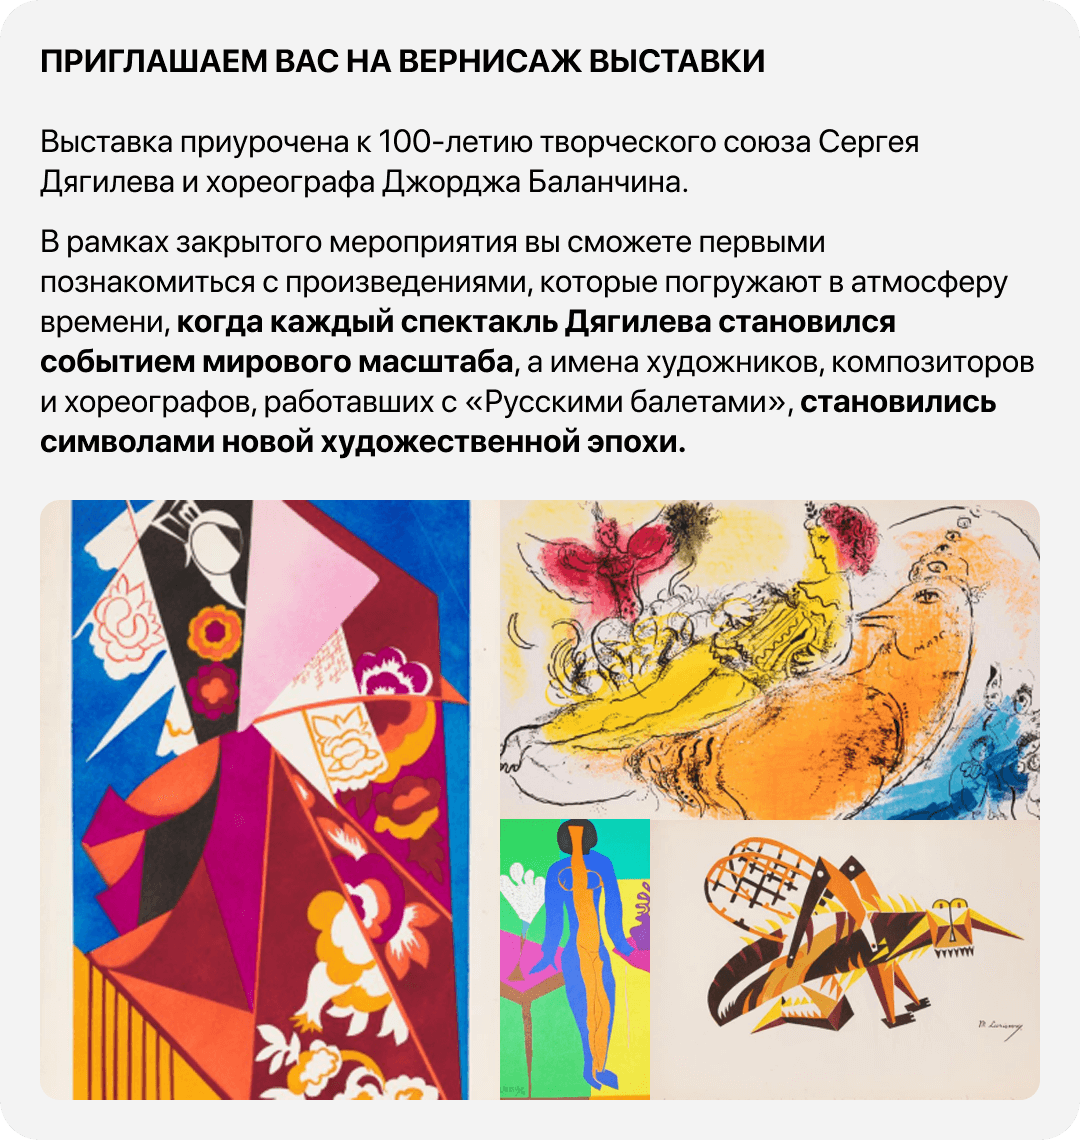 ПРИГЛАШАЕМ ВАС НА ВЕРНИСАЖ ВЫСТАВКИ
Выставка приурочена к 100-летию творческого союза Сергея
Дягилева и хореографа Джорджа Баланчина.
В рамках закрытого мероприятия вы сможете первыми
познакомиться с произведениями, которые погружают в атмосферу
времени, когда каждый спектакль Дягилева становился
событием мирового масштаба, а имена художников, композиторов
и хореографов, работавших с «Русскими балетами», становились
символами новой художественной эпохи.